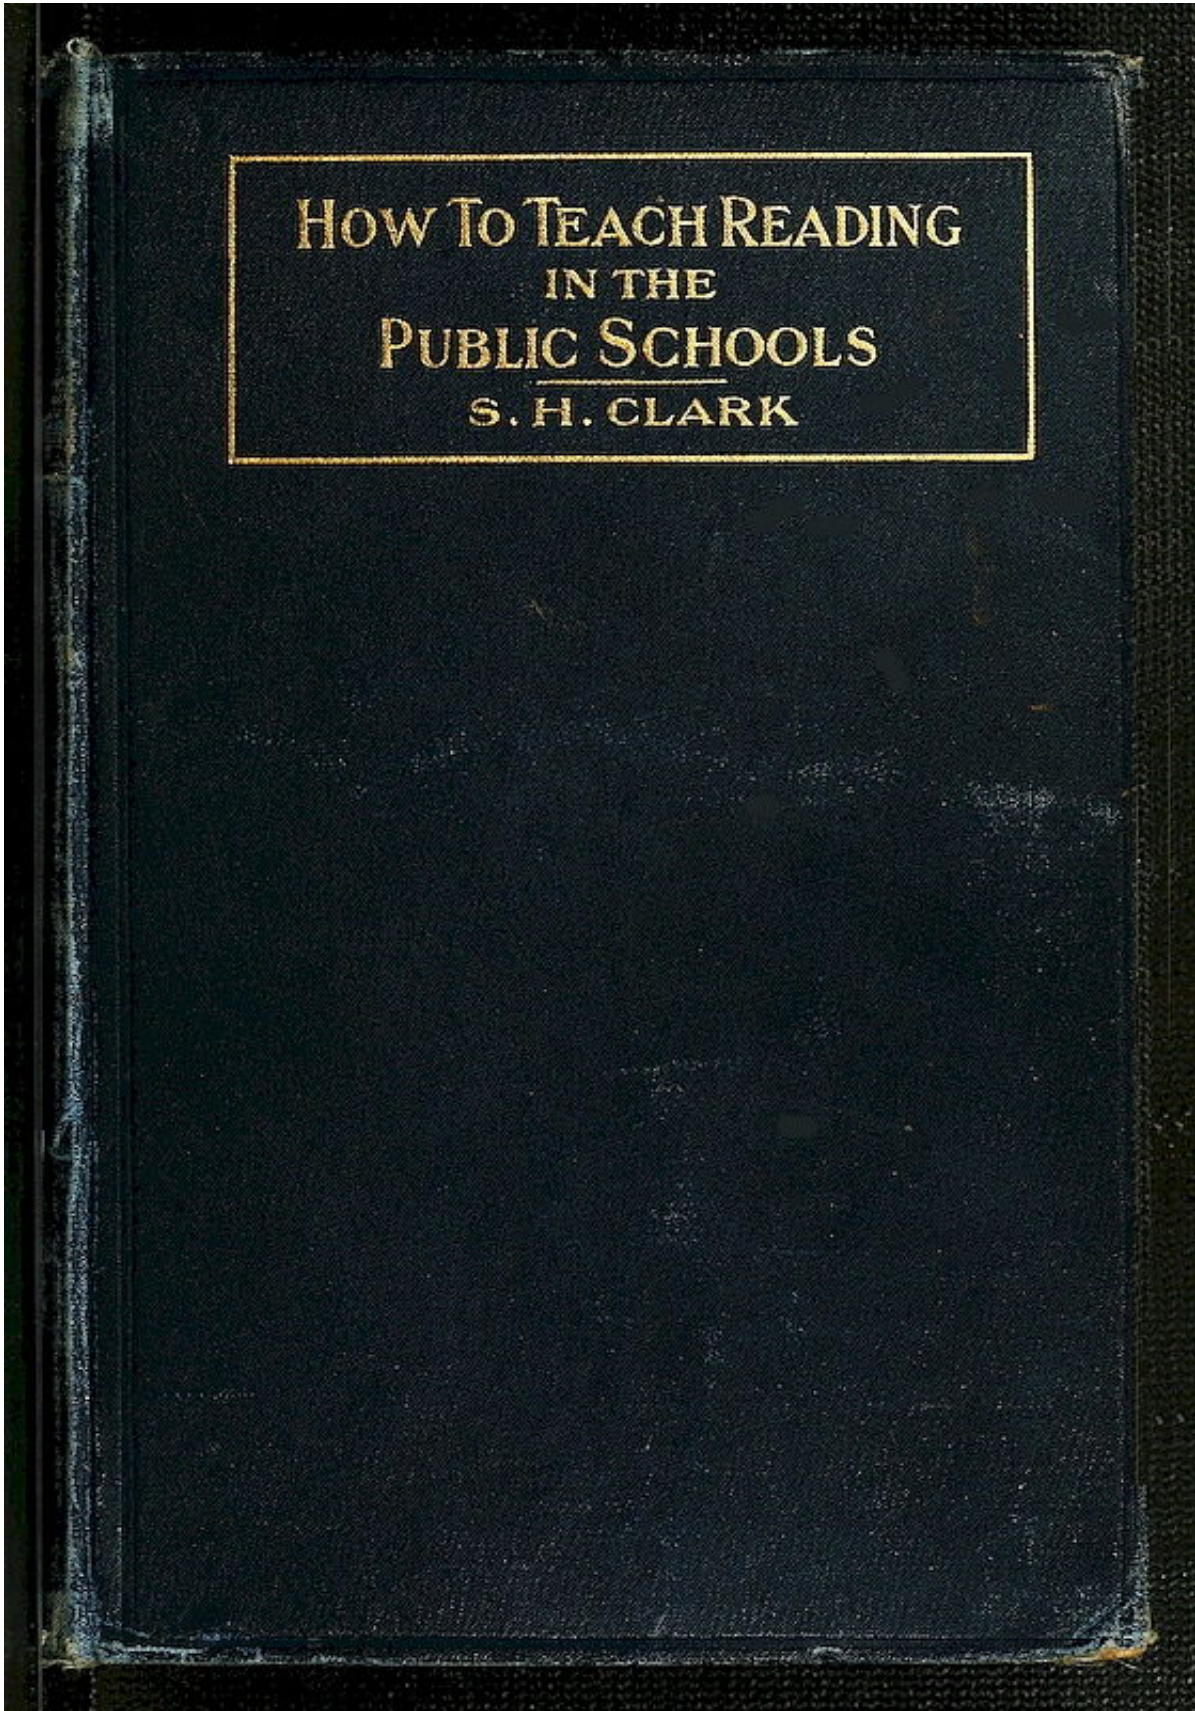 HOW TO TEACH READING
IN THE
PUBLIC SCHOOLS
S. H. CLARK